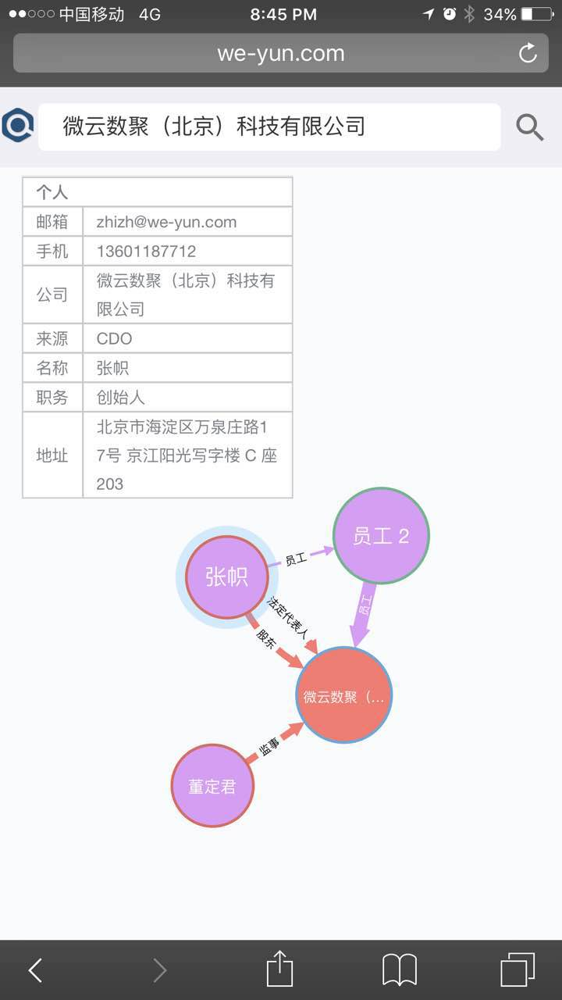 中国移动 4G 8:45 PM 34%
we-yun.com
微云数聚（北京）科技有限公司
个人
邮箱 zhizh@we-yun.com
手机 13601187712
公司 微云数聚（北京）科技有
限公司
来源 CDO
名称 张帜
职务 创始人
地址 北京市海淀区万泉庄路1
7号 京江阳光写字楼 C 座
203
员工 2
张帜
员工
员工
法定代表人
股东
微云数聚（...
监事
董定君